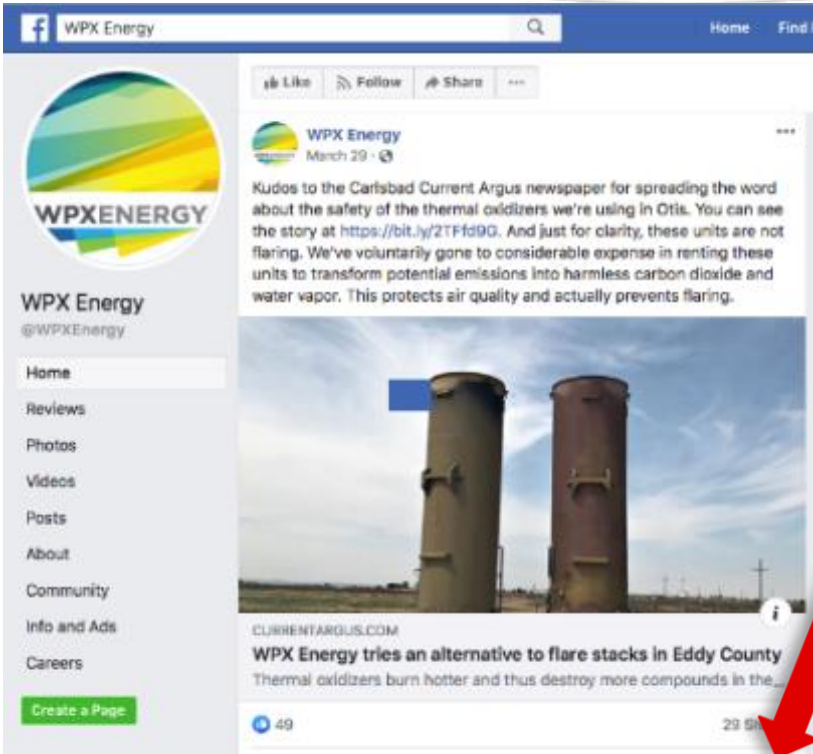 WPX Energy
Home Find
Like Follow Share ...
WPX Energy
March 29 ·
Kudos to the Carlsbad Current Argus newspaper for spreading the word
about the safety of the thermal oxidizers we're using in Otis. You can see
the story at https://bit.ly/2TFfd9G. And just for clarity, these units are not
flaring. We've voluntarily gone to considerable expense in renting these
units to transform potential emissions into harmless carbon dioxide and
water vapor. This protects air quality and actually prevents flaring.
WPXENERGY
WPX Energy
@WPXEnergy
Home
Reviews
Photos
Videos
Posts
About
Community
Info and Ads
Careers
Create a Page
CURRENTARGUS.COM
WPX Energy tries an alternative to flare stacks in Eddy County
Thermal oxidizers burn hotter and thus destroy more compounds in the...
49
29